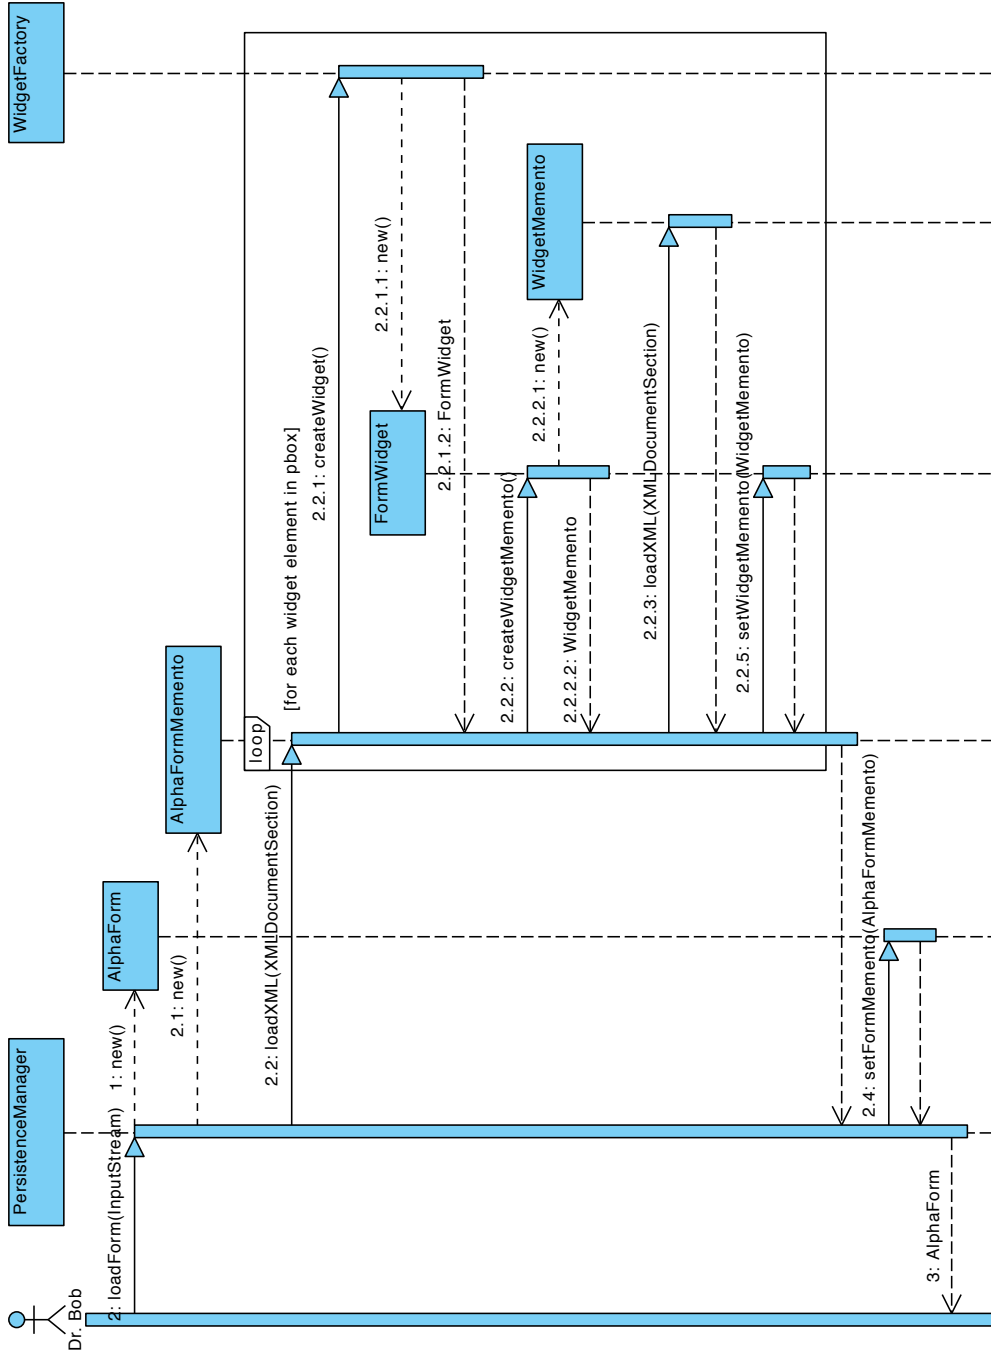 Dr. Bob
PersistenceManager
WidgetFactory
2: loadForm(InputStream)
1: new()
AlphaForm
2.1: new()
AlphaFormMemento
2.2: loadXML(XMLDocumentSection)
loop
[for each widget element in pbox]
2.2.1: createWidget()
2.2.1.1: new()
FormWidget
2.2.1.2: FormWidget
2.2.2: createWidgetMemento()
2.2.2.1: new()
WidgetMemento
2.2.2.2: WidgetMemento
2.2.3: loadXML(XMLDocumentSection)
2.2.5: setWidgetMemento(WidgetMemento)
2.4: setFormMemento(AlphaFormMemento)
3: AlphaForm